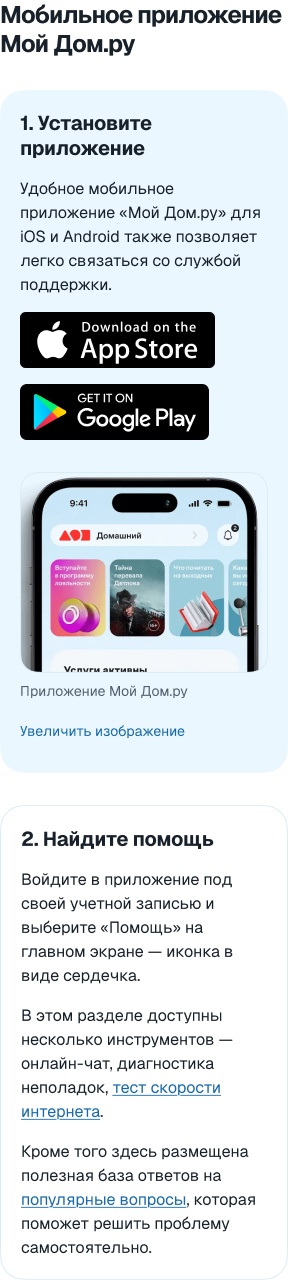 Мобильное приложение
Мой Дом.ру
1. Установите
приложение
Удобное мобильное
приложение «Мой Дом.ру» для
iOS и Android также позволяет
легко связаться со службой
поддержки.
Download on the
App Store
GET IT ON
Google Play
9:41
2
Домашний
Вступайте
в программу
лояльности
Тайна
перевала
Дятлова
16+
Что почитать
на выходных
Услуги активны
Приложение Мой Дом.ру
Увеличить изображение
2. Найдите помощь
Войдите в приложение под
своей учетной записью и
выберите «Помощь» на
главном экране — иконка в
виде сердечка.
В этом разделе доступны
несколько инструментов —
онлайн-чат, диагностика
неполадок, тест скорости
интернета.
Кроме того здесь размещена
полезная база ответов на
популярные вопросы, которая
поможет решить проблему
самостоятельно.